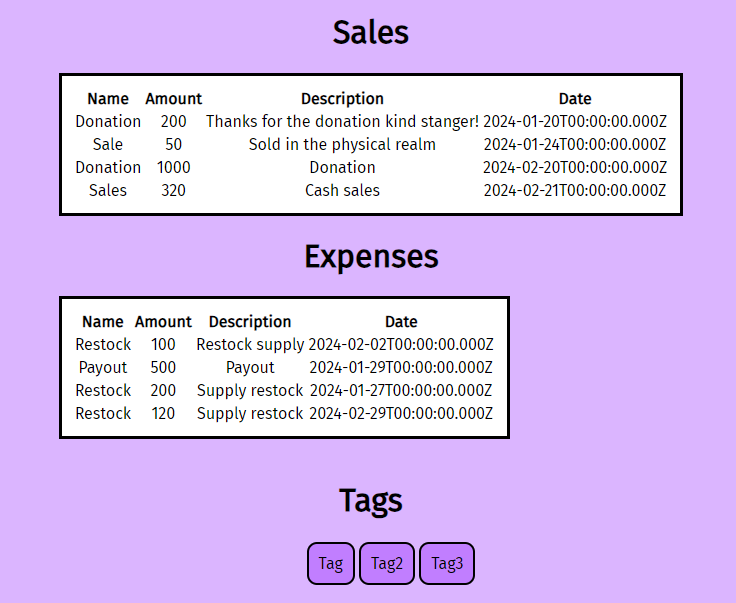 Sales
Name Amount Description Date
Donation 200 Thanks for the donation kind stanger! 2024-01-20T00:00:00.000Z
Sale 50 Sold in the physical realm 2024-01-24T00:00:00.000Z
Donation 1000 Donation 2024-02-20T00:00:00.000Z
Sales 320 Cash sales 2024-02-21T00:00:00.000Z
Expenses
Name Amount Description Date
Restock 100 Restock supply 2024-02-02T00:00:00.000Z
Payout 500 Payout 2024-01-29T00:00:00.000Z
Restock 200 Supply restock 2024-01-27T00:00:00.000Z
Restock 120 Supply restock 2024-02-29T00:00:00.000Z
Tags
Tag Tag2 Tag3